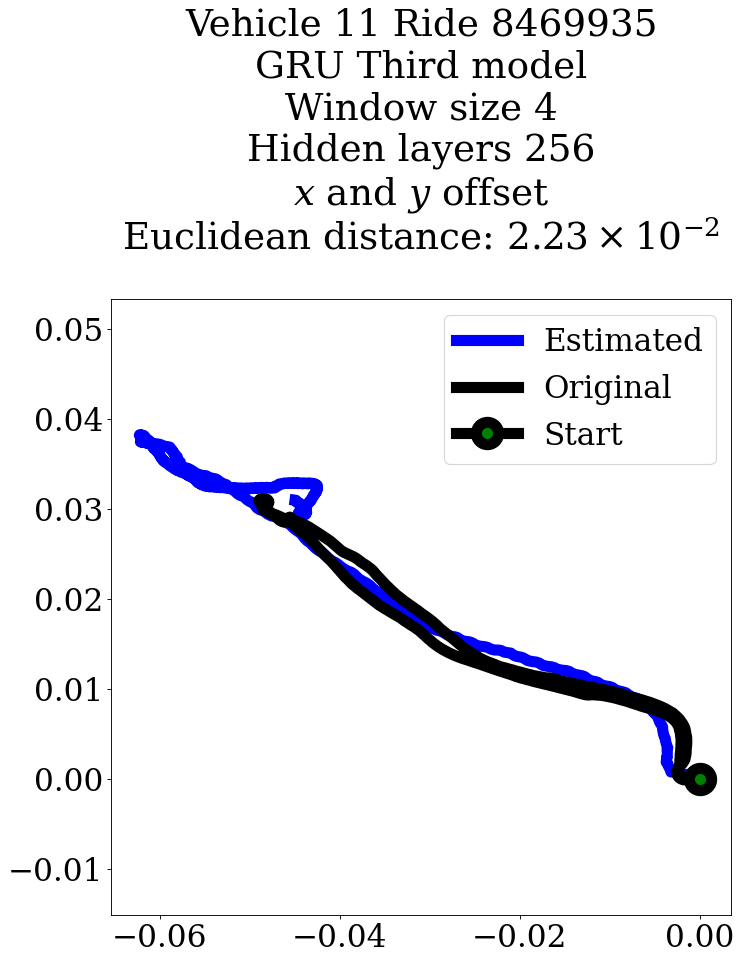 Vehicle 11 Ride 8469935
GRU Third model
Window size 4
Hidden layers 256
x and y offset
Euclidean distance: 2.23 × 10⁻²
Estimated
Original
Start
0.05
0.04
0.03
0.02
0.01
0.00
−0.01
−0.06 −0.04 −0.02 0.00